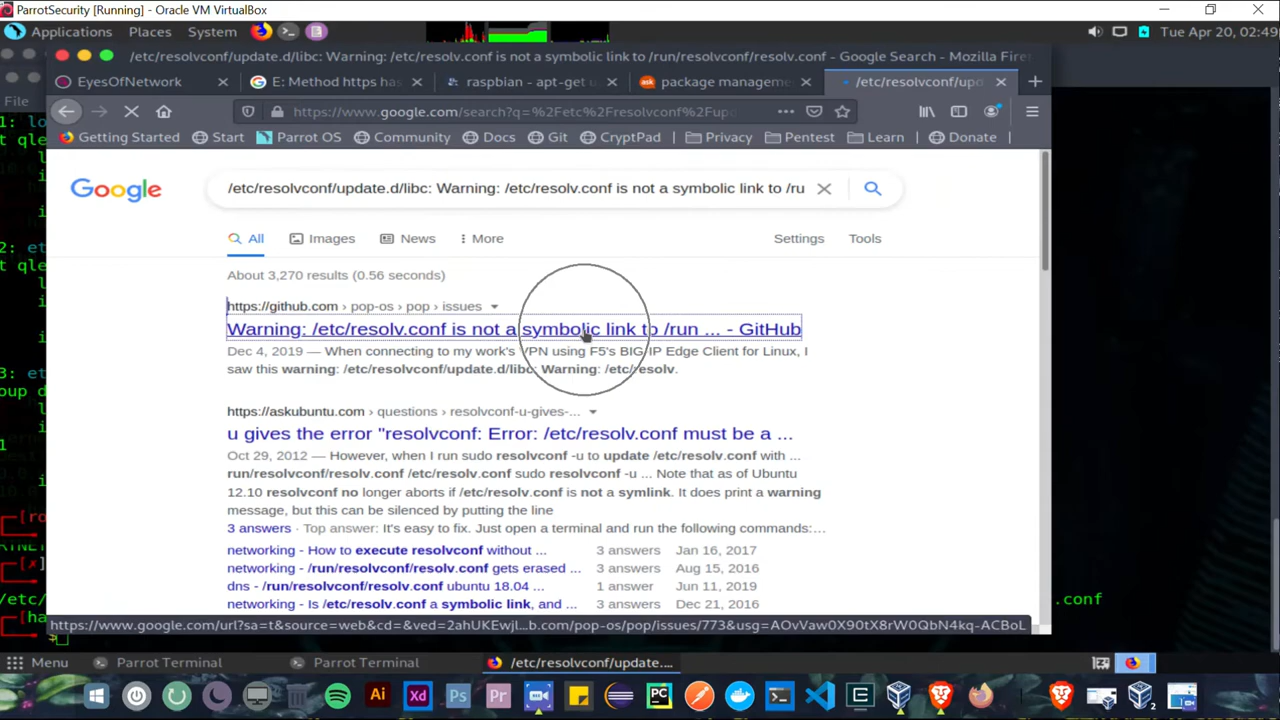 ParrotSecurity [Running] - Oracle VM VirtualBox
Applications Places System Tue Apr 20, 02:49
/etc/resolvconf/update.d/libc: Warning: /etc/resolv.conf is not a symbolic link to /run/resolvconf/resolv.conf - Google Search - Mozilla Fire
EyesOfNetwork E: Method https has raspbian - apt-get u package manageme /etc/resolvconf/upd
File
https://www.google.com/search?q=%2Fetc%2Fresolvconf%2Fupd
Getting Started Start Parrot OS Community Docs Git CryptPad Privacy Pentest Learn Donate
Google /etc/resolvconf/update.d/libc: Warning: /etc/resolv.conf is not a symbolic link to /ru
All Images News More Settings Tools
About 3,270 results (0.56 seconds)
https://github.com › pop-os › pop › issues
Warning: /etc/resolv.conf is not a symbolic link to /run ... - GitHub
Dec 4, 2019 — When connecting to my work's VPN using F5's BIG-IP Edge Client for Linux, I
saw this warning: /etc/resolvconf/update.d/libc: Warning: /etc/resolv.
https://askubuntu.com › questions › resolvconf-u-gives-...
u gives the error "resolvconf: Error: /etc/resolv.conf must be a ...
Oct 29, 2012 — However, when I run sudo resolvconf -u to update /etc/resolv.conf with ...
run/resolvconf/resolv.conf /etc/resolv.conf sudo resolvconf -u ... Note that as of Ubuntu
12.10 resolvconf no longer aborts if /etc/resolv.conf is not a symlink. It does print a warning
message, but this can be silenced by putting the line
3 answers · Top answer: It's easy to fix. Just open a terminal and run the following commands:...
networking - How to execute resolvconf without ... 3 answers Jan 16, 2017
networking - /run/resolvconf/resolv.conf gets erased ... 3 answers Aug 15, 2016
dns - /run/resolvconf/resolv.conf ubuntu 18.04 ... 1 answer Jun 11, 2019
networking - Is /etc/resolv.conf a symbolic link, and ... 3 answers Dec 21, 2016
/etc/ .conf
https://www.google.com/url?sa=t&source=web&cd=&ved=2ahUKEwjl...b.com/pop-os/pop/issues/773&usg=AOvVaw0X90tX8rW0QbN4kq-ACBoL
Menu Parrot Terminal Parrot Terminal /etc/resolvconf/update....
Ai Xd Ps Pr PC